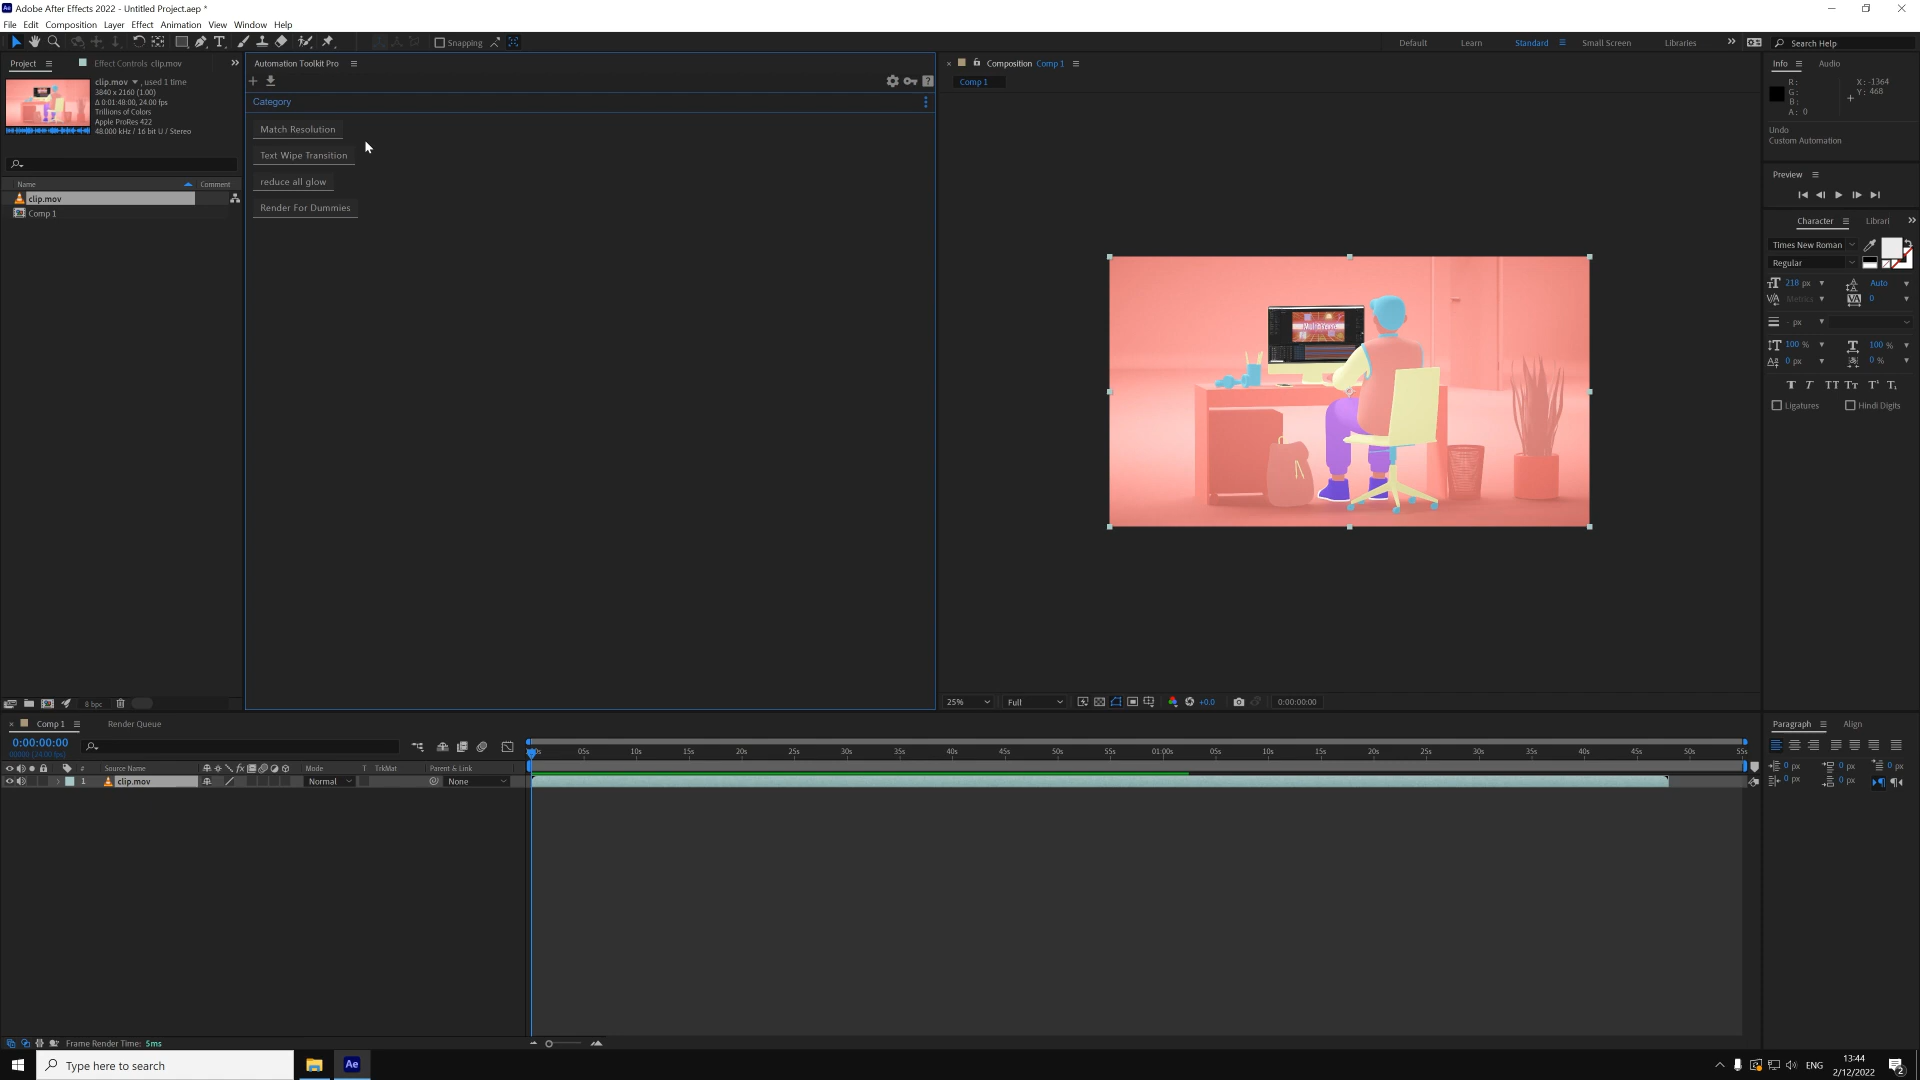 Adobe After Effects 2022 - Untitled Project.aep *
File Edit Composition Layer Effect Animation View Window Help
Snapping
Default Learn Standard Small Screen Libraries
Search Help
Project
Effect Controls clip.mov
clip.mov , used 1 time
3840 x 2160 (1.00)
Δ 0:01:48:00, 24.00 fps
Trillions of Colors
Apple ProRes 422
48.000 kHz / 16 bit U / Stereo
Name Comment
clip.mov
Comp 1
8 bpc
Automation Toolkit Pro
Category
Match Resolution
Text Wipe Transition
reduce all glow
Render For Dummies
Composition Comp 1
Comp 1
25% Full +0.0 0:00:00:00
Info Audio
R: X: -1364
G: Y: 468
B:
A: 0
Undo
Custom Automation
Preview
Character Librari
Times New Roman
Regular
218 px Auto
Metrics 0
- px
100 % 100 %
0 px 0 %
Ligatures Hindi Digits
Comp 1 Render Queue
0:00:00:00
# Source Name Mode T TrkMat Parent & Link
1 clip.mov Normal None
05s 10s 15s 20s 25s 30s 35s 40s 45s 50s 55s 01:00s 05s 10s 15s 20s 25s 30s 35s 40s 45s 50s 55s
Frame Render Time: 5ms
Paragraph Align
0 px 0 px 0 px
0 px 0 px
Type here to search
Ae
ENG
13:44
2/12/2022
2